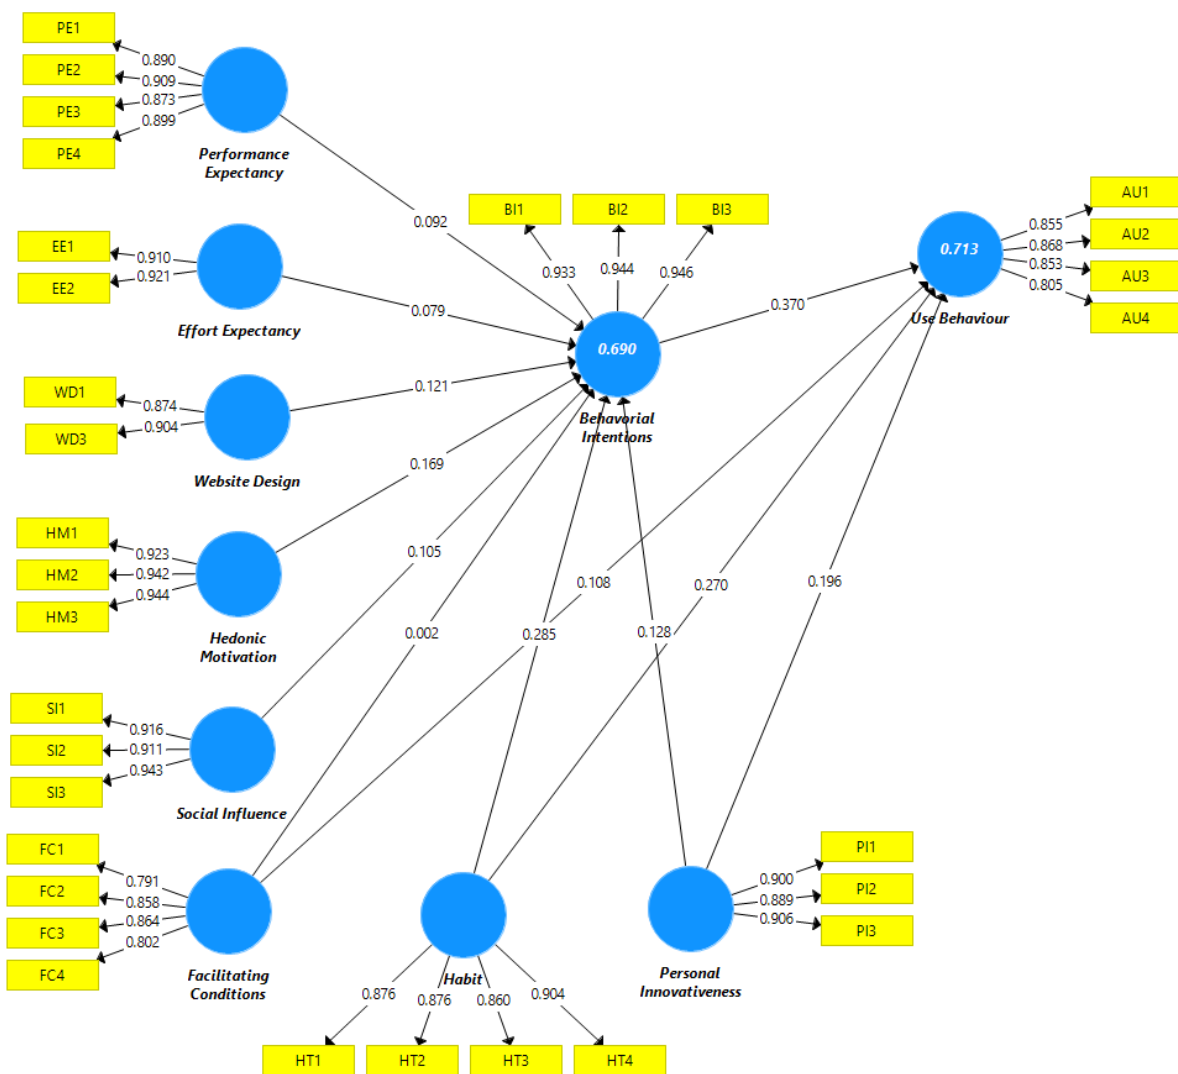 PE1
0.890
PE2
0.909
PE3
0.873
PE4
0.899
Performance
Expectancy
0.092
EE1
0.910
EE2
0.921
Effort Expectancy
0.079
WD1
0.874
WD3
0.904
Website Design
0.121
HM1
0.923
HM2
0.942
HM3
0.944
Hedonic
Motivation
0.169
SI1
0.916
SI2
0.911
SI3
0.943
Social Influence
0.105
FC1
0.791
FC2
0.858
FC3
0.864
FC4
0.802
Facilitating
Conditions
0.002
0.108
BI1
BI2
BI3
0.933
0.944
0.946
0.690
Behavorial
Intentions
0.370
0.285
0.128
0.270
0.196
Habit
0.876
0.876
0.860
0.904
HT1
HT2
HT3
HT4
Personal
Innovativeness
0.900
PI1
0.889
PI2
0.906
PI3
0.713
Use Behaviour
0.855
AU1
0.868
AU2
0.853
AU3
0.805
AU4